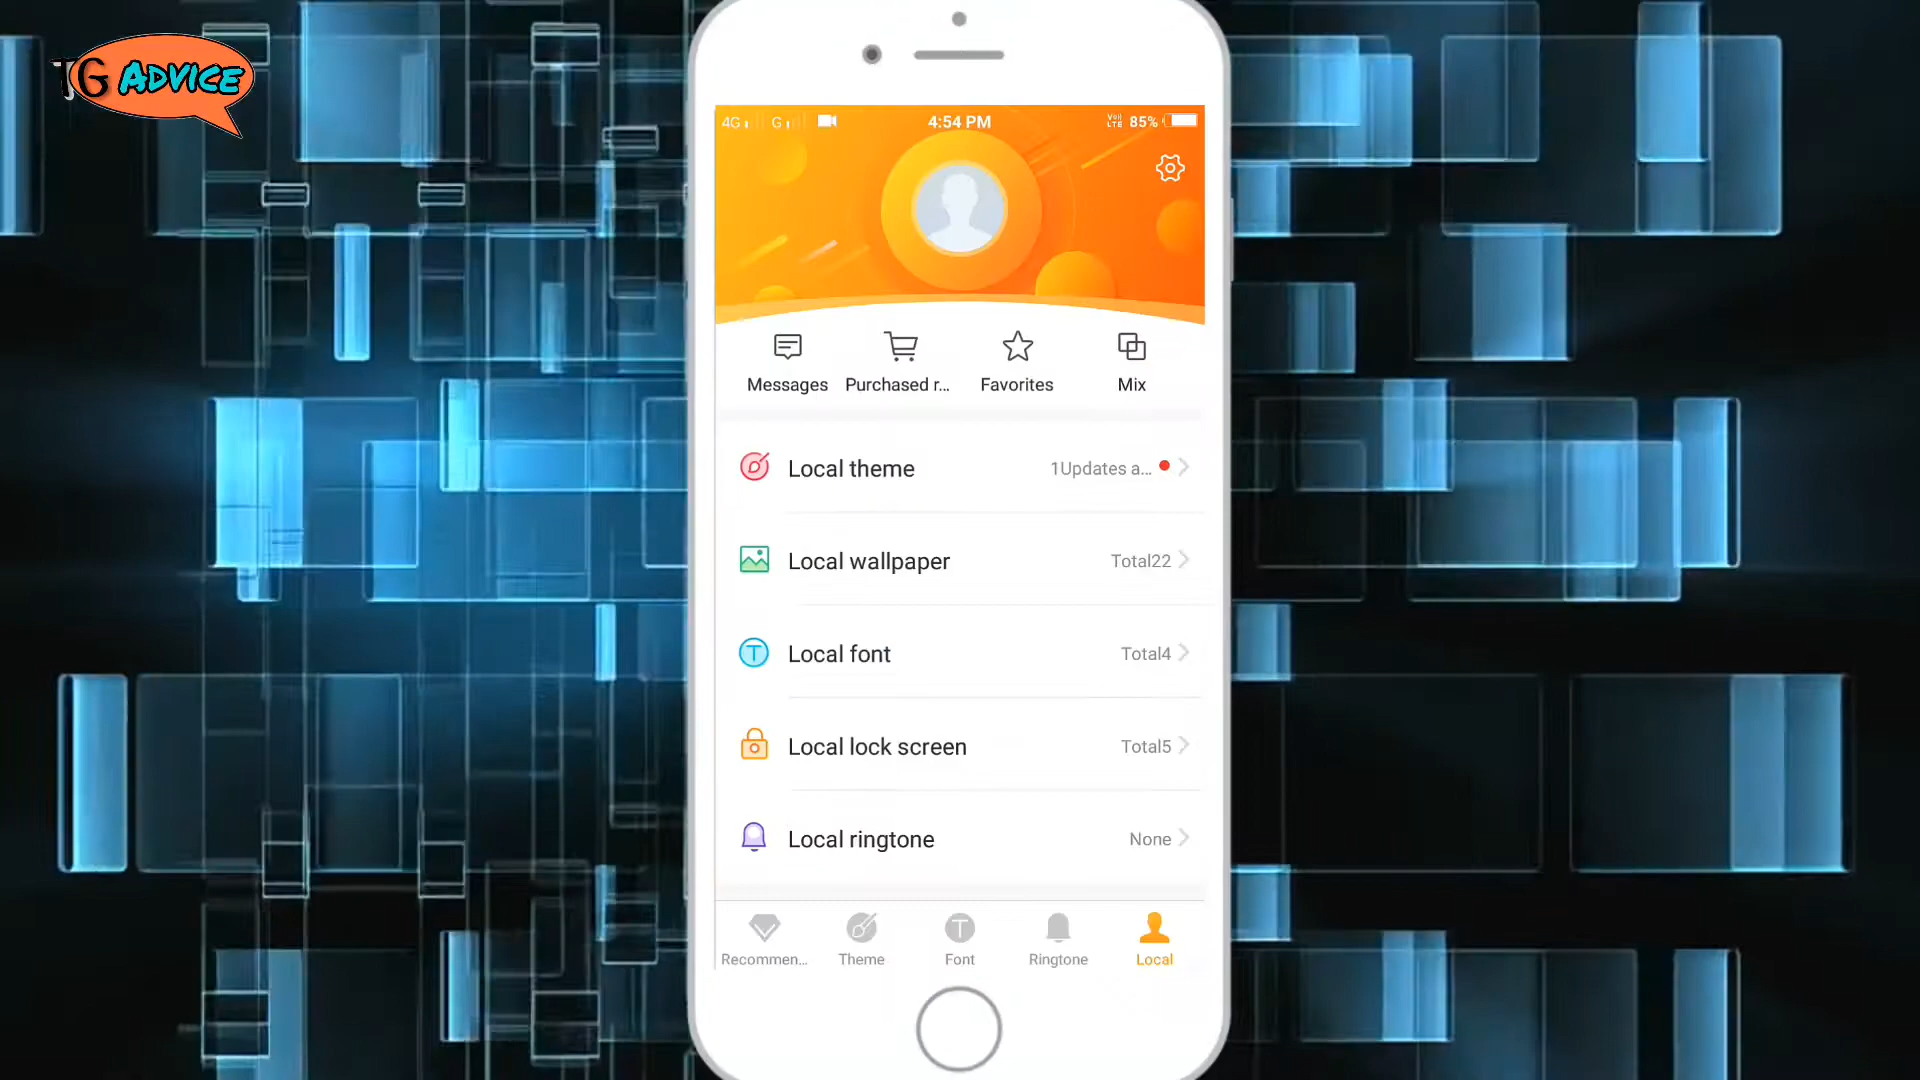 TG ADVICE
4G G 4:54 PM VoLTE 85%
Messages Purchased r... Favorites Mix
Local theme 1Updates a...
Local wallpaper Total22
Local font Total4
Local lock screen Total5
Local ringtone None
Recommen... Theme Font Ringtone Local